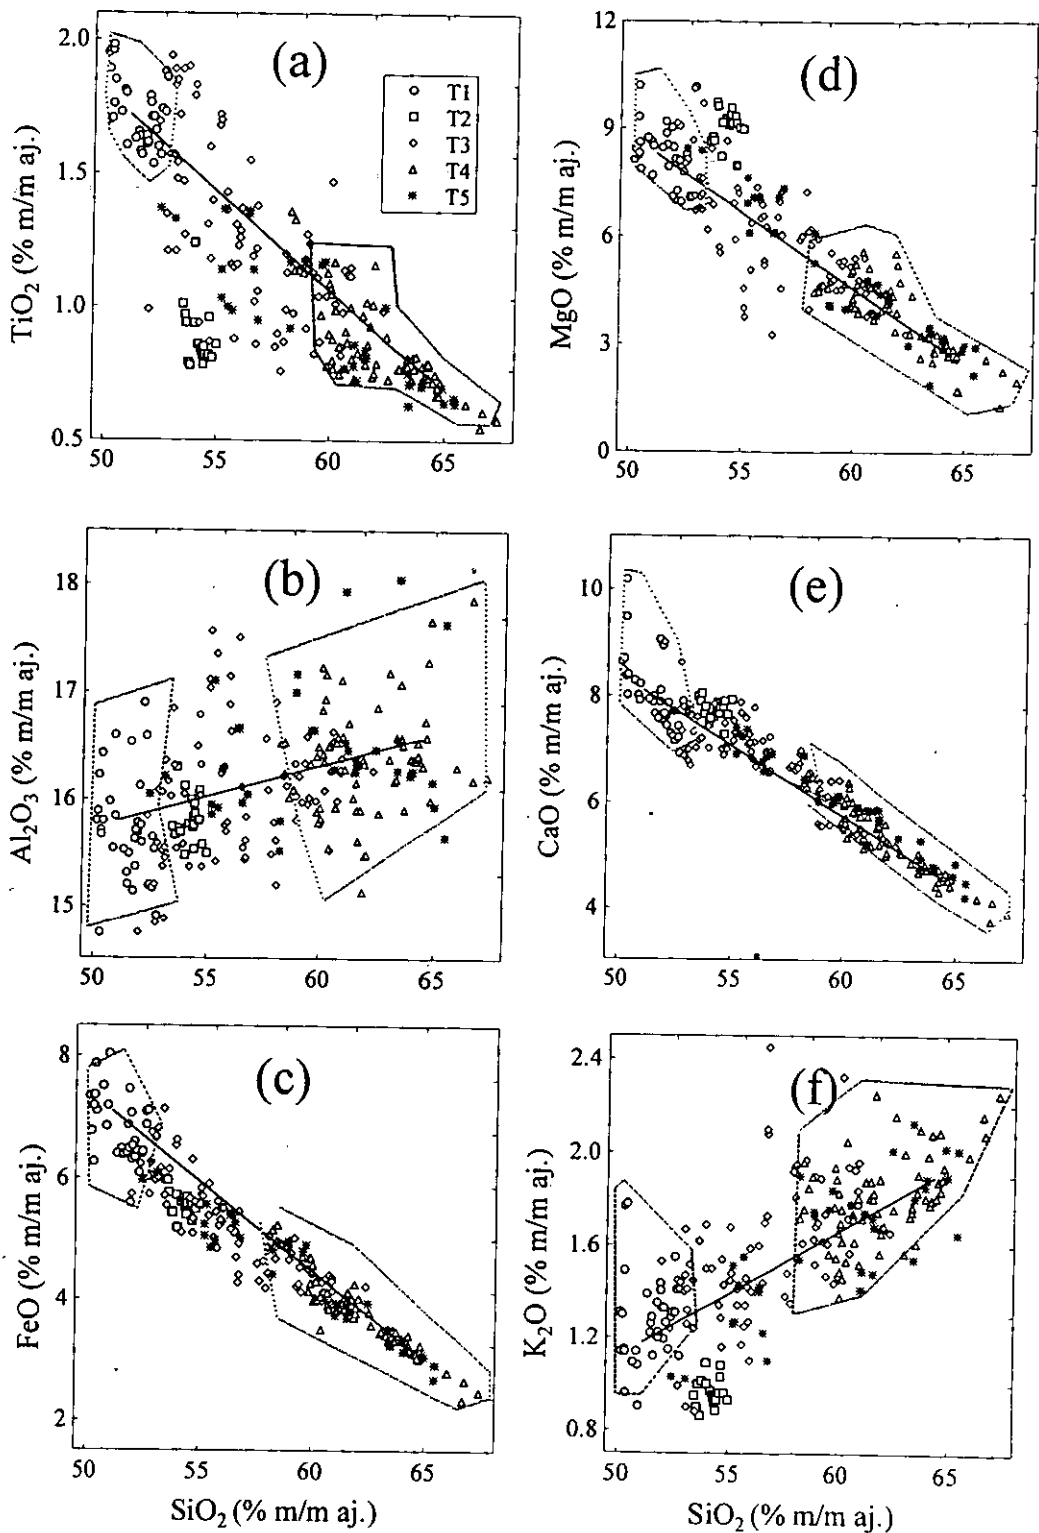 (a)
TiO2 (% m/m aj.)
2.0
1.5
1.0
0.5
50 55 60 65
T1
T2
T3
T4
T5
(d)
MgO (% m/m aj.)
12
9
6
3
0
50 55 60 65
(b)
Al2O3 (% m/m aj.)
18
17
16
15
50 55 60 65
(e)
CaO (% m/m aj.)
10
8
6
4
50 55 60 65
(c)
FeO (% m/m aj.)
8
6
4
2
50 55 60 65
SiO2 (% m/m aj.)
(f)
K2O (% m/m aj.)
2.4
2.0
1.6
1.2
0.8
50 55 60 65
SiO2 (% m/m aj.)